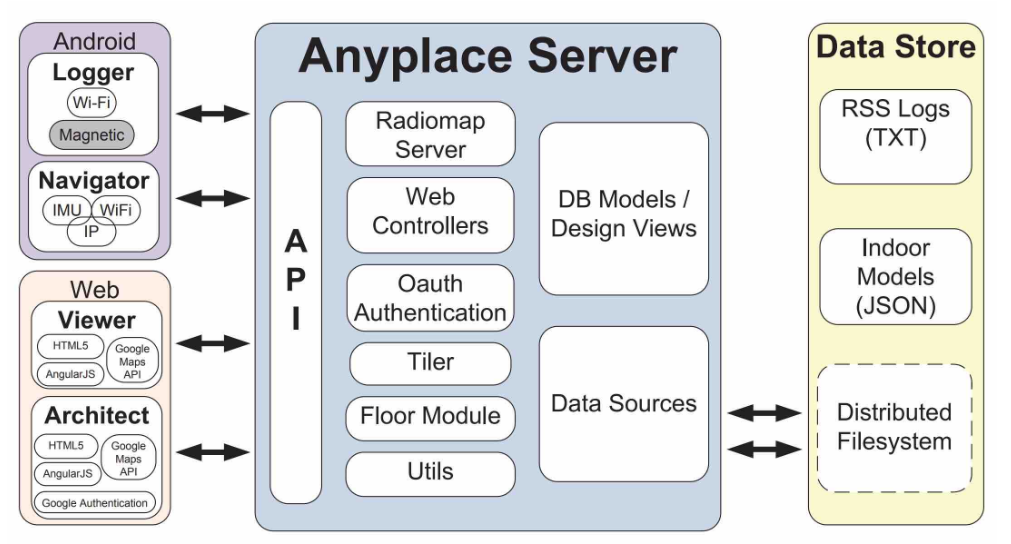 Android
Logger
Wi-Fi
Magnetic
Navigator
IMU
WiFi
IP
Web
Viewer
HTML5
AngularJS
Google
Maps
API
Architect
HTML5
AngularJS
Google
Maps
API
Google Authentication
Anyplace Server
A
P
I
Radiomap
Server
Web
Controllers
Oauth
Authentication
Tiler
Floor Module
Utils
DB Models /
Design Views
Data Sources
Data Store
RSS Logs
(TXT)
Indoor
Models
(JSON)
Distributed
Filesystem